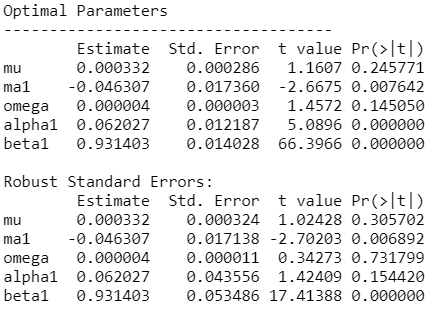 Optimal Parameters
------------------------------------
        Estimate  Std. Error  t value Pr(>|t|)
mu      0.000332    0.000286   1.1607 0.245771
ma1    -0.046307    0.017360  -2.6675 0.007642
omega   0.000004    0.000003   1.4572 0.145050
alpha1  0.062027    0.012187   5.0896 0.000000
beta1   0.931403    0.014028  66.3966 0.000000
Robust Standard Errors:
        Estimate  Std. Error  t value Pr(>|t|)
mu      0.000332    0.000324  1.02428 0.305702
ma1    -0.046307    0.017138 -2.70203 0.006892
omega   0.000004    0.000011  0.34273 0.731799
alpha1  0.062027    0.043556  1.42409 0.154420
beta1   0.931403    0.053486 17.41388 0.000000